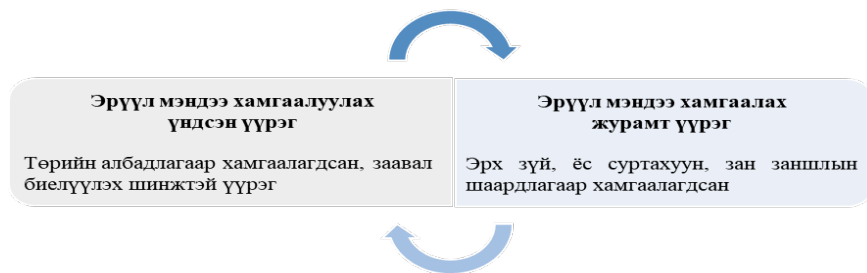 Эрүүл мэндээ хамгаалуулах
үндсэн үүрэг
Төрийн албадлагаар хамгаалагдсан, заавал
биелүүлэх шинжтэй үүрэг
Эрүүл мэндээ хамгаалах
журамт үүрэг
Эрх зүй, ёс суртахуун, зан заншлын
шаардлагаар хамгаалагдсан